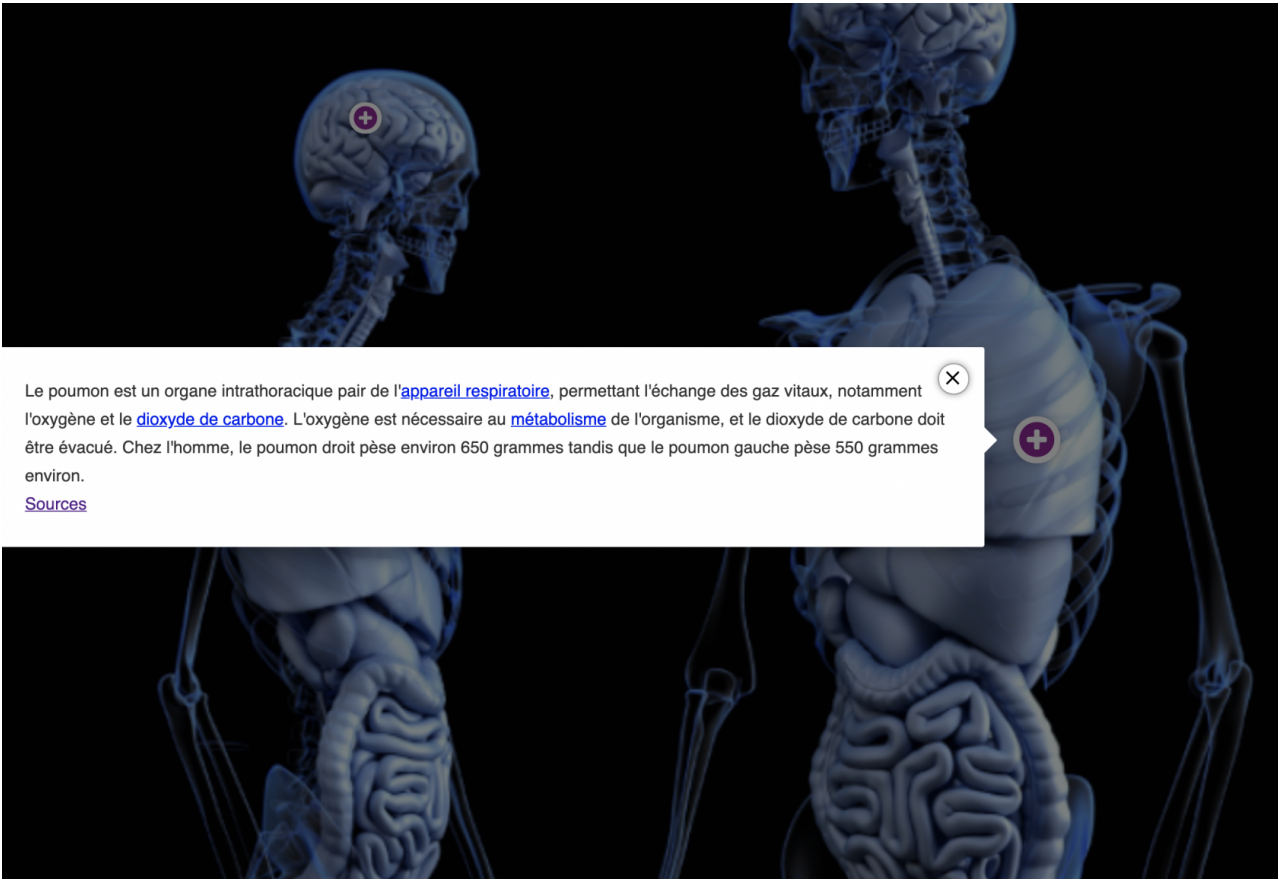 Le poumon est un organe intrathoracique pair de l'appareil respiratoire, permettant l'échange des gaz vitaux, notamment
l'oxygène et le dioxyde de carbone. L'oxygène est nécessaire au métabolisme de l'organisme, et le dioxyde de carbone doit
être évacué. Chez l'homme, le poumon droit pèse environ 650 grammes tandis que le poumon gauche pèse 550 grammes
environ.
Sources